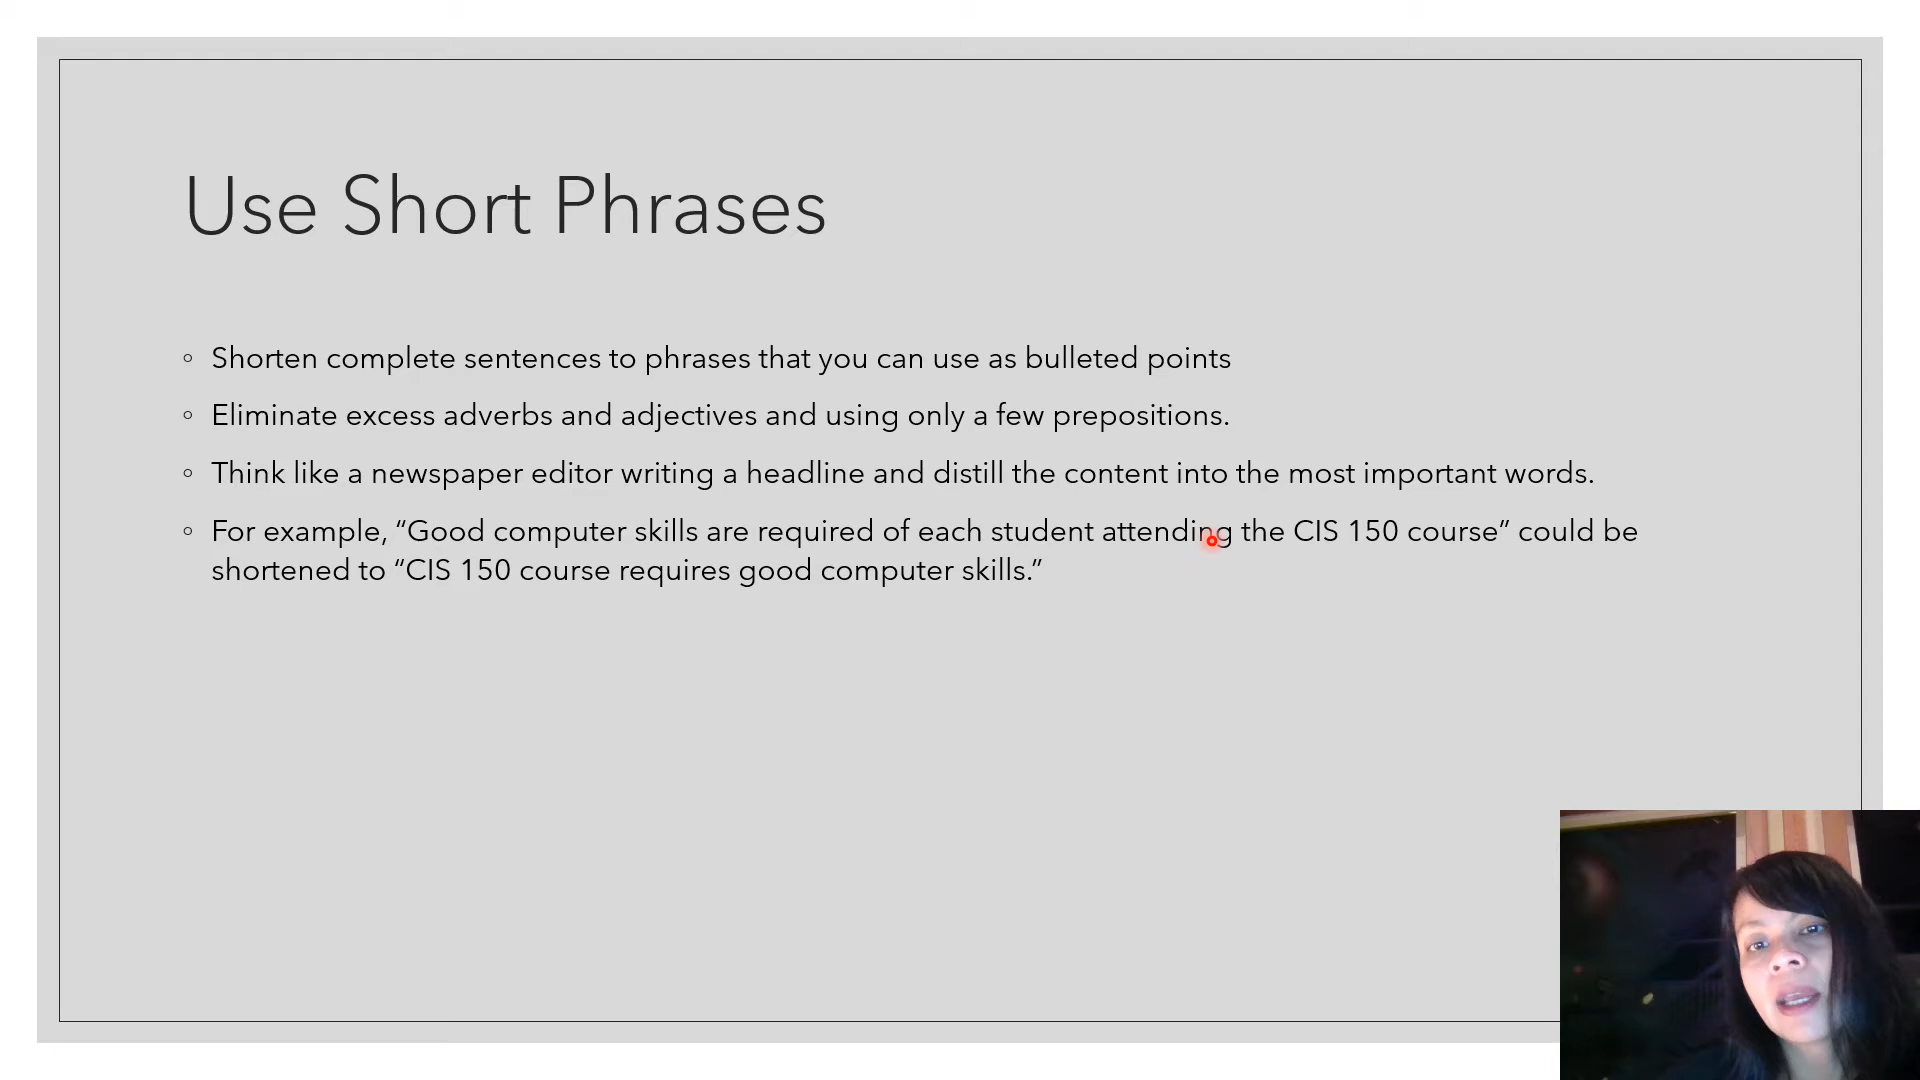 Use Short Phrases
Shorten complete sentences to phrases that you can use as bulleted points
Eliminate excess adverbs and adjectives and using only a few prepositions.
Think like a newspaper editor writing a headline and distill the content into the most important words.
For example, “Good computer skills are required of each student attending the CIS 150 course” could be
shortened to “CIS 150 course requires good computer skills.”